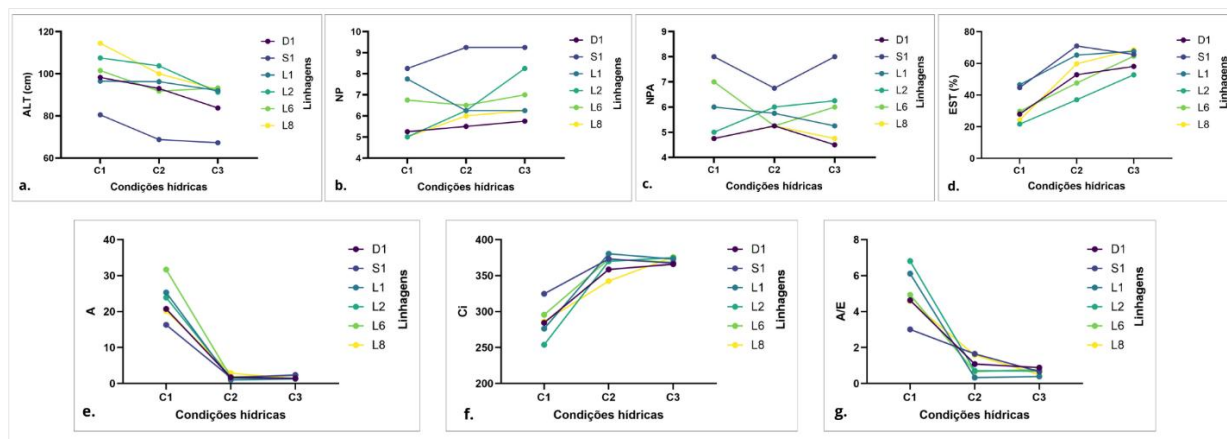 ALT (cm)
120
100
80
60
C1
C2
C3
Condições hídricas
D1
S1
L1
L2
L6
L8
Linhagens
a.
NP
10
9
8
7
6
5
4
C1
C2
C3
Condições hídricas
D1
S1
L1
L2
L6
L8
Linhagens
b.
NPA
9
8
7
6
5
4
C1
C2
C3
Condições hídricas
D1
S1
L1
L2
L6
L8
Linhagens
c.
EST (%)
80
60
40
20
0
C1
C2
C3
Condições hídricas
D1
S1
L1
L2
L6
L8
Linhagens
d.
A
40
30
20
10
0
C1
C2
C3
Condições hídricas
D1
S1
L1
L2
L6
L8
Linhagens
e.
Ci
400
350
300
250
200
C1
C2
C3
Condições hídricas
D1
S1
L1
L2
L6
L8
Linhagens
f.
A/E
8
6
4
2
0
C1
C2
C3
Condições hídricas
D1
S1
L1
L2
L6
L8
Linhagens
g.